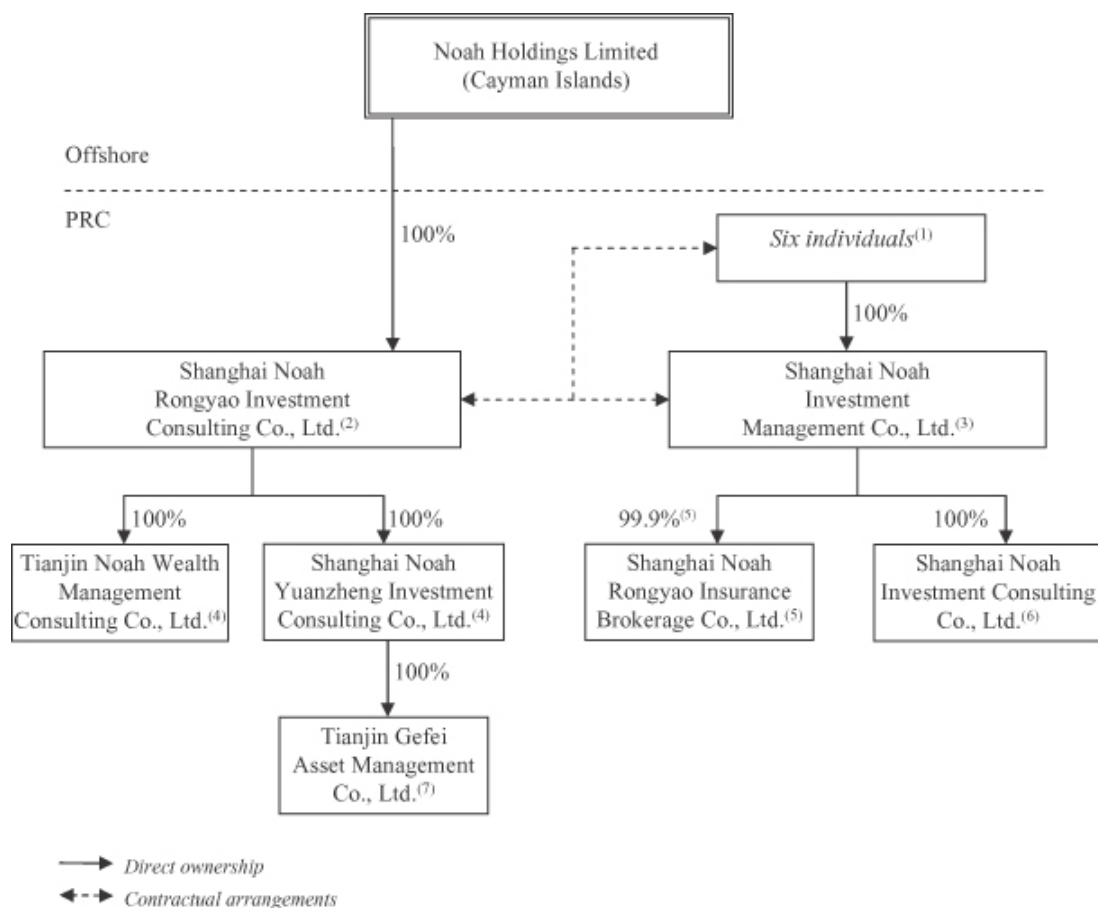 Noah Holdings Limited
(Cayman Islands)
Offshore
PRC
100%
Six individuals(1)
100%
Shanghai Noah
Rongyao Investment
Consulting Co., Ltd.(2)
Shanghai Noah
Investment
Management Co., Ltd.(3)
100%
100%
99.9%(5)
100%
Tianjin Noah Wealth
Management
Consulting Co., Ltd.(4)
Shanghai Noah
Yuanzheng Investment
Consulting Co., Ltd.(4)
Shanghai Noah
Rongyao Insurance
Brokerage Co., Ltd.(5)
Shanghai Noah
Investment Consulting
Co., Ltd.(6)
100%
Tianjin Gefei
Asset Management
Co., Ltd.(7)
Direct ownership
Contractual arrangements